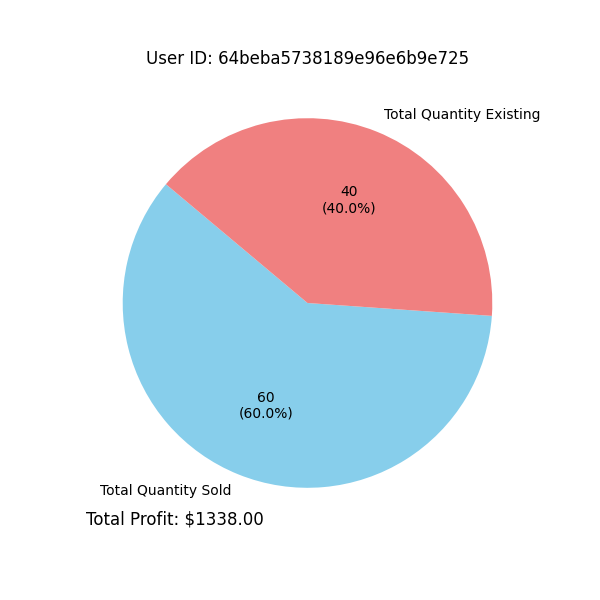 User ID: 64beba5738189e96e6b9e725
Total Quantity Existing
40
(40.0%)
60
(60.0%)
Total Quantity Sold
Total Profit: $1338.00